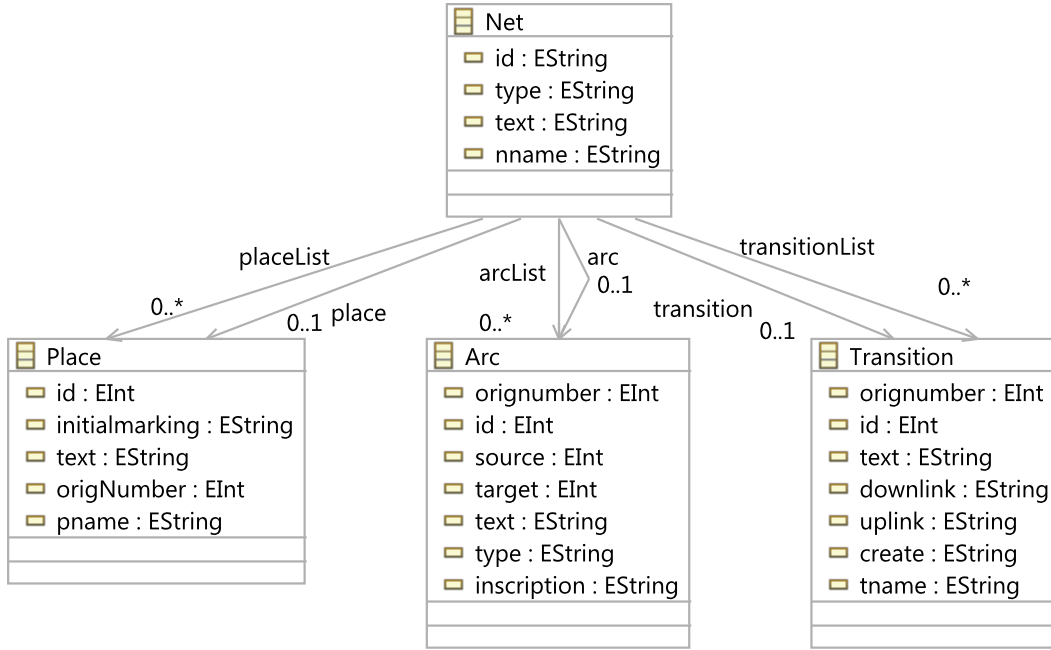 Net
id : EString
type : EString
text : EString
nname : EString
placeList
0..*
place
0..1
arcList
0..*
arc
0..1
transition
0..1
transitionList
0..*
Place
id : EInt
initialmarking : EString
text : EString
origNumber : EInt
pname : EString
Arc
orignumber : EInt
id : EInt
source : EInt
target : EInt
text : EString
type : EString
inscription : EString
Transition
orignumber : EInt
id : EInt
text : EString
downlink : EString
uplink : EString
create : EString
tname : EString